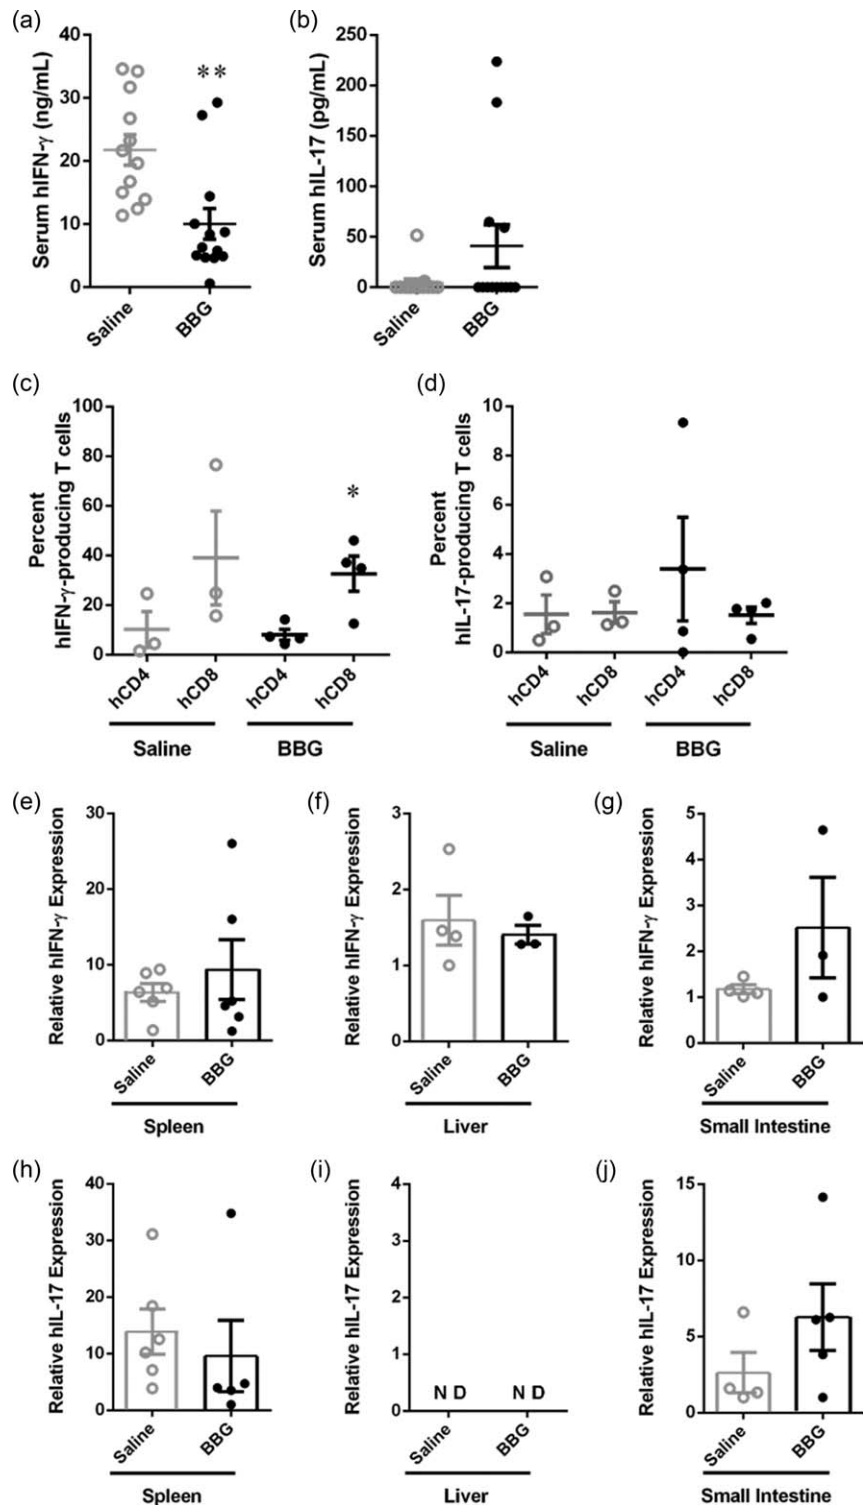 (a)
Serum hIFN-γ (ng/mL)
40
30
20
10
0
**
Saline
BBG
(b)
Serum hIL-17 (pg/mL)
250
200
150
100
50
0
Saline
BBG
(c)
Percent
hIFN-γ-producing T cells
100
80
60
40
20
0
*
hCD4
hCD8
hCD4
hCD8
Saline
BBG
(d)
Percent
hIL-17-producing T cells
10
8
6
4
2
0
hCD4
hCD8
hCD4
hCD8
Saline
BBG
(e)
Relative hIFN-γ Expression
30
20
10
0
Saline
BBG
Spleen
(f)
Relative hIFN-γ Expression
3
2
1
0
Saline
BBG
Liver
(g)
Relative hIFN-γ Expression
5
4
3
2
1
0
Saline
BBG
Small Intestine
(h)
Relative hIL-17 Expression
40
30
20
10
0
Saline
BBG
Spleen
(i)
Relative hIL-17 Expression
4
3
2
1
0
N D
N D
Saline
BBG
Liver
(j)
Relative hIL-17 Expression
15
10
5
0
Saline
BBG
Small Intestine